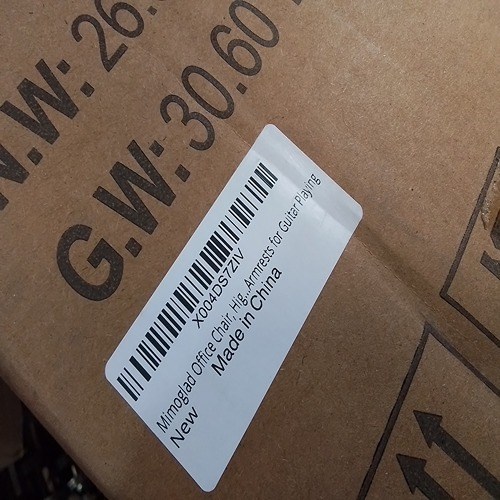 N.W: 26.
G.W: 30.60
X004DS7ZIV
Mimoglad Office Chair, Hig...Armrests for Guitar Playing
New
Made in China